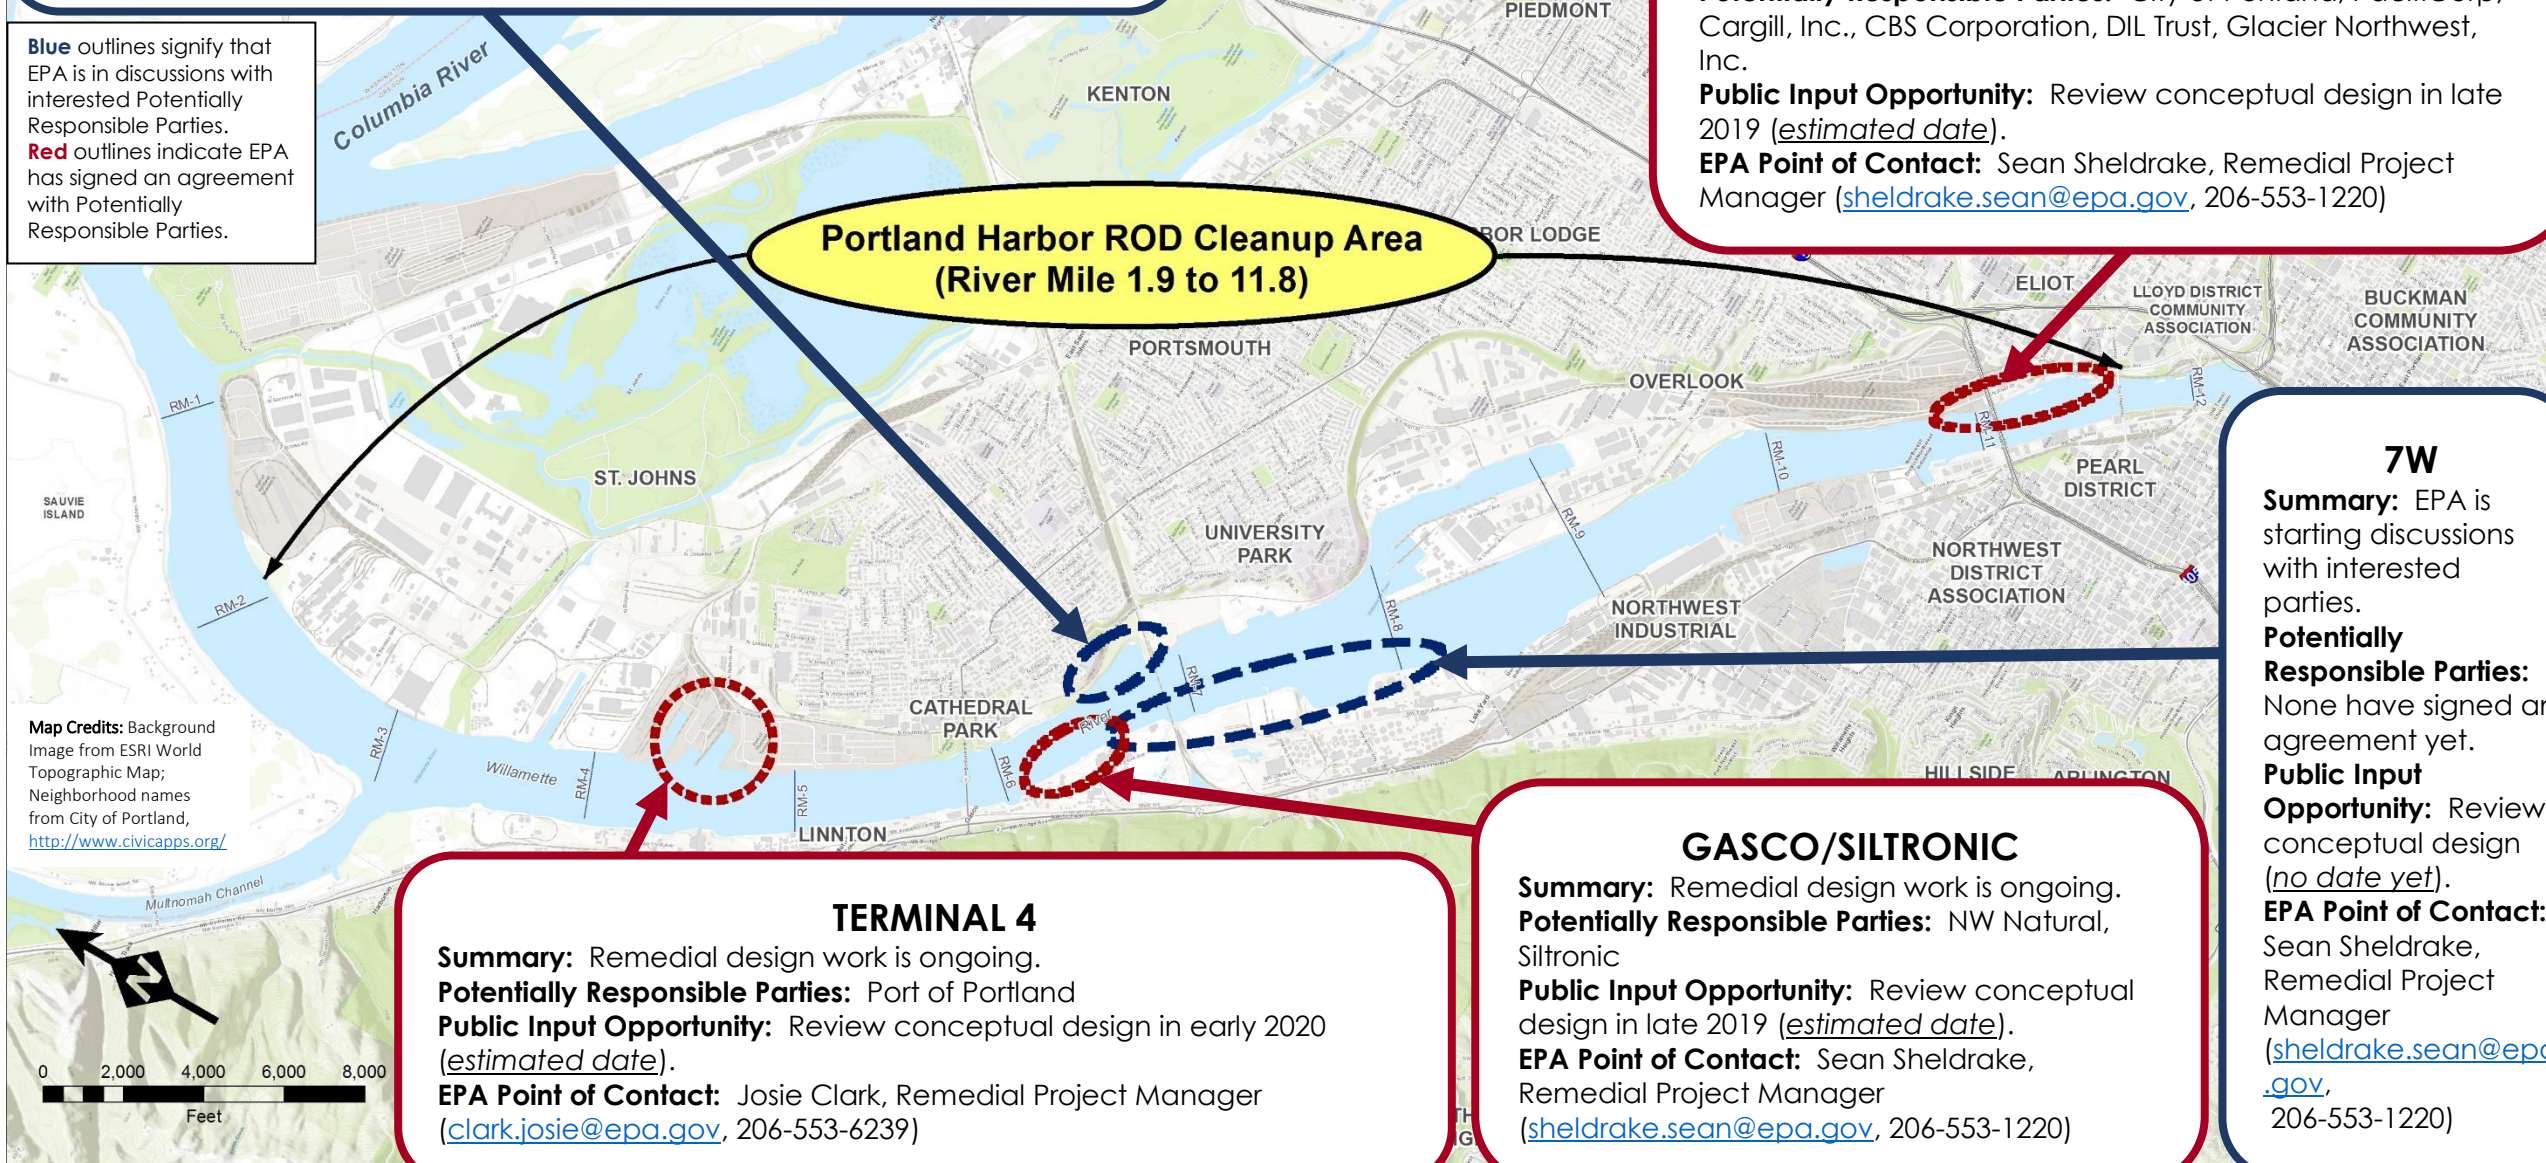 Cargill, Inc., CBS Corporation, DIL Trust, Glacier Northwest,
Inc.
Public Input Opportunity: Review conceptual design in late
2019 (estimated date).
EPA Point of Contact: Sean Sheldrake, Remedial Project
Manager (sheldrake.sean@epa.gov, 206-553-1220)
Blue outlines signify that
EPA is in discussions with
interested Potentially
Responsible Parties.
Red outlines indicate EPA
has signed an agreement
with Potentially
Responsible Parties.
Columbia River
PIEDMONT
KENTON
Portland Harbor ROD Cleanup Area
(River Mile 1.9 to 11.8)
BOR LODGE
ELIOT
LLOYD DISTRICT
COMMUNITY
ASSOCIATION
BUCKMAN
COMMUNITY
ASSOCIATION
PORTSMOUTH
OVERLOOK
RM-1
RM-12
RM-11
RM-10
ST. JOHNS
SAUVIE
ISLAND
PEARL
DISTRICT
UNIVERSITY
PARK
RM-9
NORTHWEST
DISTRICT
ASSOCIATION
RM-2
NORTHWEST
INDUSTRIAL
RM-8
RM-7
CATHEDRAL
PARK
River
RM-3
Willamette
RM-4
RM-5
RM-6
LINNTON
HILLSIDE
ARLINGTON
Multnomah Channel
Map Credits: Background
Image from ESRI World
Topographic Map;
Neighborhood names
from City of Portland,
http://www.civicapps.org/
N
0 2,000 4,000 6,000 8,000
Feet
TERMINAL 4
Summary: Remedial design work is ongoing.
Potentially Responsible Parties: Port of Portland
Public Input Opportunity: Review conceptual design in early 2020
(estimated date).
EPA Point of Contact: Josie Clark, Remedial Project Manager
(clark.josie@epa.gov, 206-553-6239)
GASCO/SILTRONIC
Summary: Remedial design work is ongoing.
Potentially Responsible Parties: NW Natural,
Siltronic
Public Input Opportunity: Review conceptual
design in late 2019 (estimated date).
EPA Point of Contact: Sean Sheldrake,
Remedial Project Manager
(sheldrake.sean@epa.gov, 206-553-1220)
7W
Summary: EPA is
starting discussions
with interested
parties.
Potentially
Responsible Parties:
None have signed an
agreement yet.
Public Input
Opportunity: Review
conceptual design
(no date yet).
EPA Point of Contact:
Sean Sheldrake,
Remedial Project
Manager
(sheldrake.sean@epa
.gov,
206-553-1220)